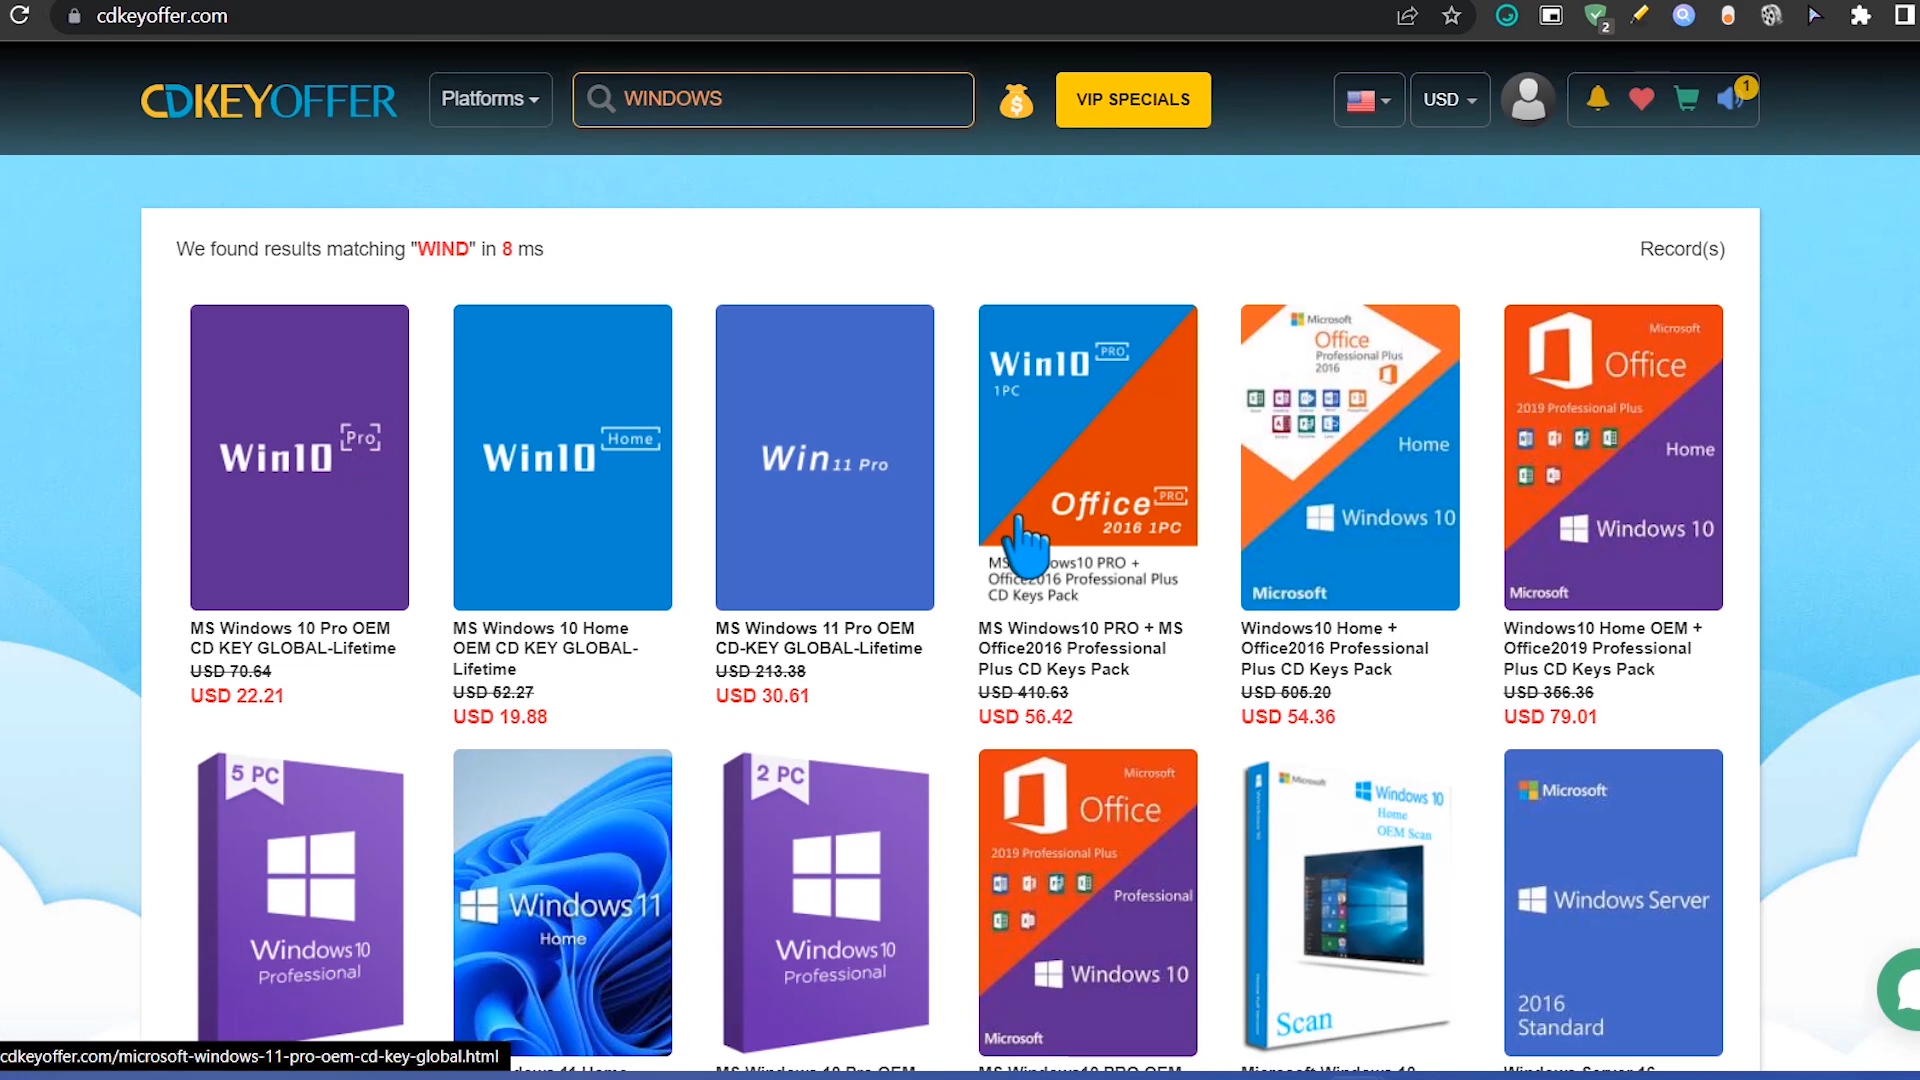 cdkeyoffer.com
2
CDKEYOFFER
Platforms
WINDOWS
VIP SPECIALS
USD
1
We found results matching "WIND" in 8 ms
Record(s)
Win10 Pro
Win10 Home
Win 11 Pro
Win10 PRO
1PC
Office PRO
2016 1PC
Office2016 Professional Plus
CD Keys Pack
Microsoft
Office
Professional Plus
2016
Home
Windows 10
Microsoft
Microsoft
Office
2019 Professional Plus
Home
Windows 10
Microsoft
MS Windows 10 Pro OEM
CD KEY GLOBAL-Lifetime
USD 70.64
USD 22.21
MS Windows 10 Home
OEM CD KEY GLOBAL-
Lifetime
USD 52.27
USD 19.88
MS Windows 11 Pro OEM
CD-KEY GLOBAL-Lifetime
USD 213.38
USD 30.61
MS Windows10 PRO + MS
Office2016 Professional
Plus CD Keys Pack
USD 410.63
USD 56.42
Windows10 Home +
Office2016 Professional
Plus CD Keys Pack
USD 505.20
USD 54.36
Windows10 Home OEM +
Office2019 Professional
Plus CD Keys Pack
USD 356.36
USD 79.01
5 PC
Windows 10
Professional
Windows 11
Home
2 PC
Windows 10
Professional
Microsoft
Office
2019 Professional Plus
Professional
Windows 10
Microsoft
Microsoft
Windows 10
Home
OEM Scan
Scan
Microsoft
Windows Server
2016
Standard
cdkeyoffer.com/microsoft-windows-11-pro-oem-cd-key-global.html